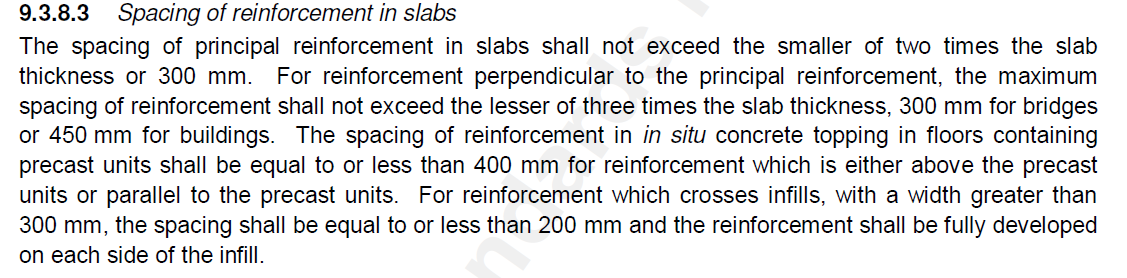 9.3.8.3 Spacing of reinforcement in slabs
The spacing of principal reinforcement in slabs shall not exceed the smaller of two times the slab
thickness or 300 mm. For reinforcement perpendicular to the principal reinforcement, the maximum
spacing of reinforcement shall not exceed the lesser of three times the slab thickness, 300 mm for bridges
or 450 mm for buildings. The spacing of reinforcement in in situ concrete topping in floors containing
precast units shall be equal to or less than 400 mm for reinforcement which is either above the precast
units or parallel to the precast units. For reinforcement which crosses infills, with a width greater than
300 mm, the spacing shall be equal to or less than 200 mm and the reinforcement shall be fully developed
on each side of the infill.